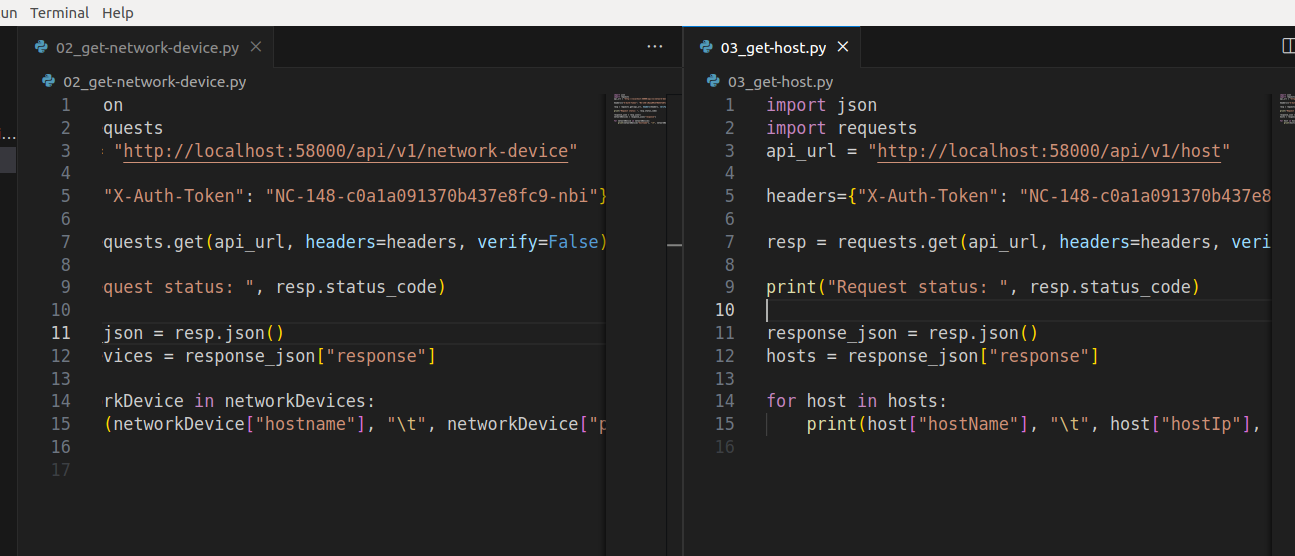 un Terminal Help
02_get-network-device.py
02_get-network-device.py
1 on
2 quests
3 = "http://localhost:58000/api/v1/network-device"
4
5 "X-Auth-Token": "NC-148-c0a1a091370b437e8fc9-nbi"}
6
7 quests.get(api_url, headers=headers, verify=False)
8
9 quest status: ", resp.status_code)
10
11 _json = resp.json()
12 vices = response_json["response"]
13
14 rkDevice in networkDevices:
15 (networkDevice["hostname"], "\t", networkDevice["p
16
17
03_get-host.py
03_get-host.py
1 import json
2 import requests
3 api_url = "http://localhost:58000/api/v1/host"
4
5 headers={"X-Auth-Token": "NC-148-c0a1a091370b437e8
6
7 resp = requests.get(api_url, headers=headers, veri
8
9 print("Request status: ", resp.status_code)
10
11 response_json = resp.json()
12 hosts = response_json["response"]
13
14 for host in hosts:
15 print(host["hostName"], "\t", host["hostIp"],
16